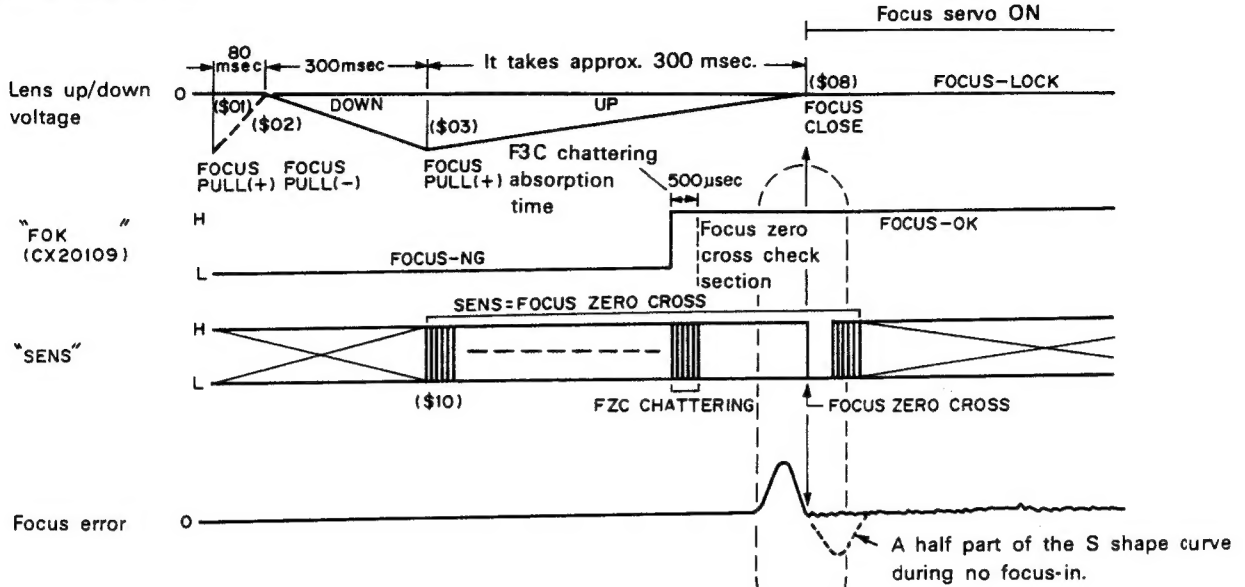 Focus servo ON
80
msec
300msec
It takes approx. 300 msec.
Lens up/down
voltage
0
($01)
($02)
DOWN
($03)
UP
($08)
FOCUS
CLOSE
FOCUS-LOCK
FOCUS
PULL(+)
FOCUS
PULL(-)
FOCUS
PULL(+)
F3C chattering
absorption
time
500μsec
"FOK "
(CX20109)
H
L
FOCUS-NG
Focus zero
cross check
section
FOCUS-OK
SENS=FOCUS ZERO CROSS
"SENS"
H
L
($10)
FZC CHATTERING
FOCUS ZERO CROSS
Focus error
0
A half part of the S shape curve
during no focus-in.